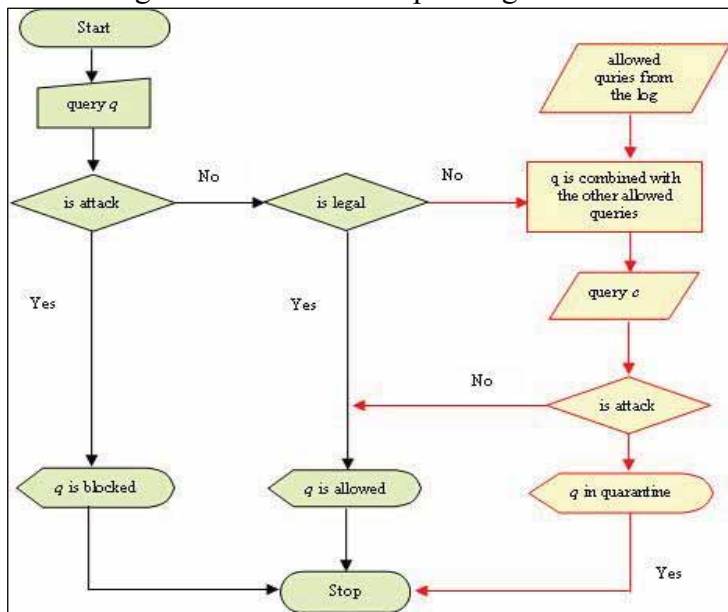 Start
query q
is attack
No
is legal
No
allowed
quries from
the log
q is combined with
the other allowed
queries
query c
Yes
Yes
No
is attack
q is blocked
q is allowed
q in quarantine
Yes
Stop